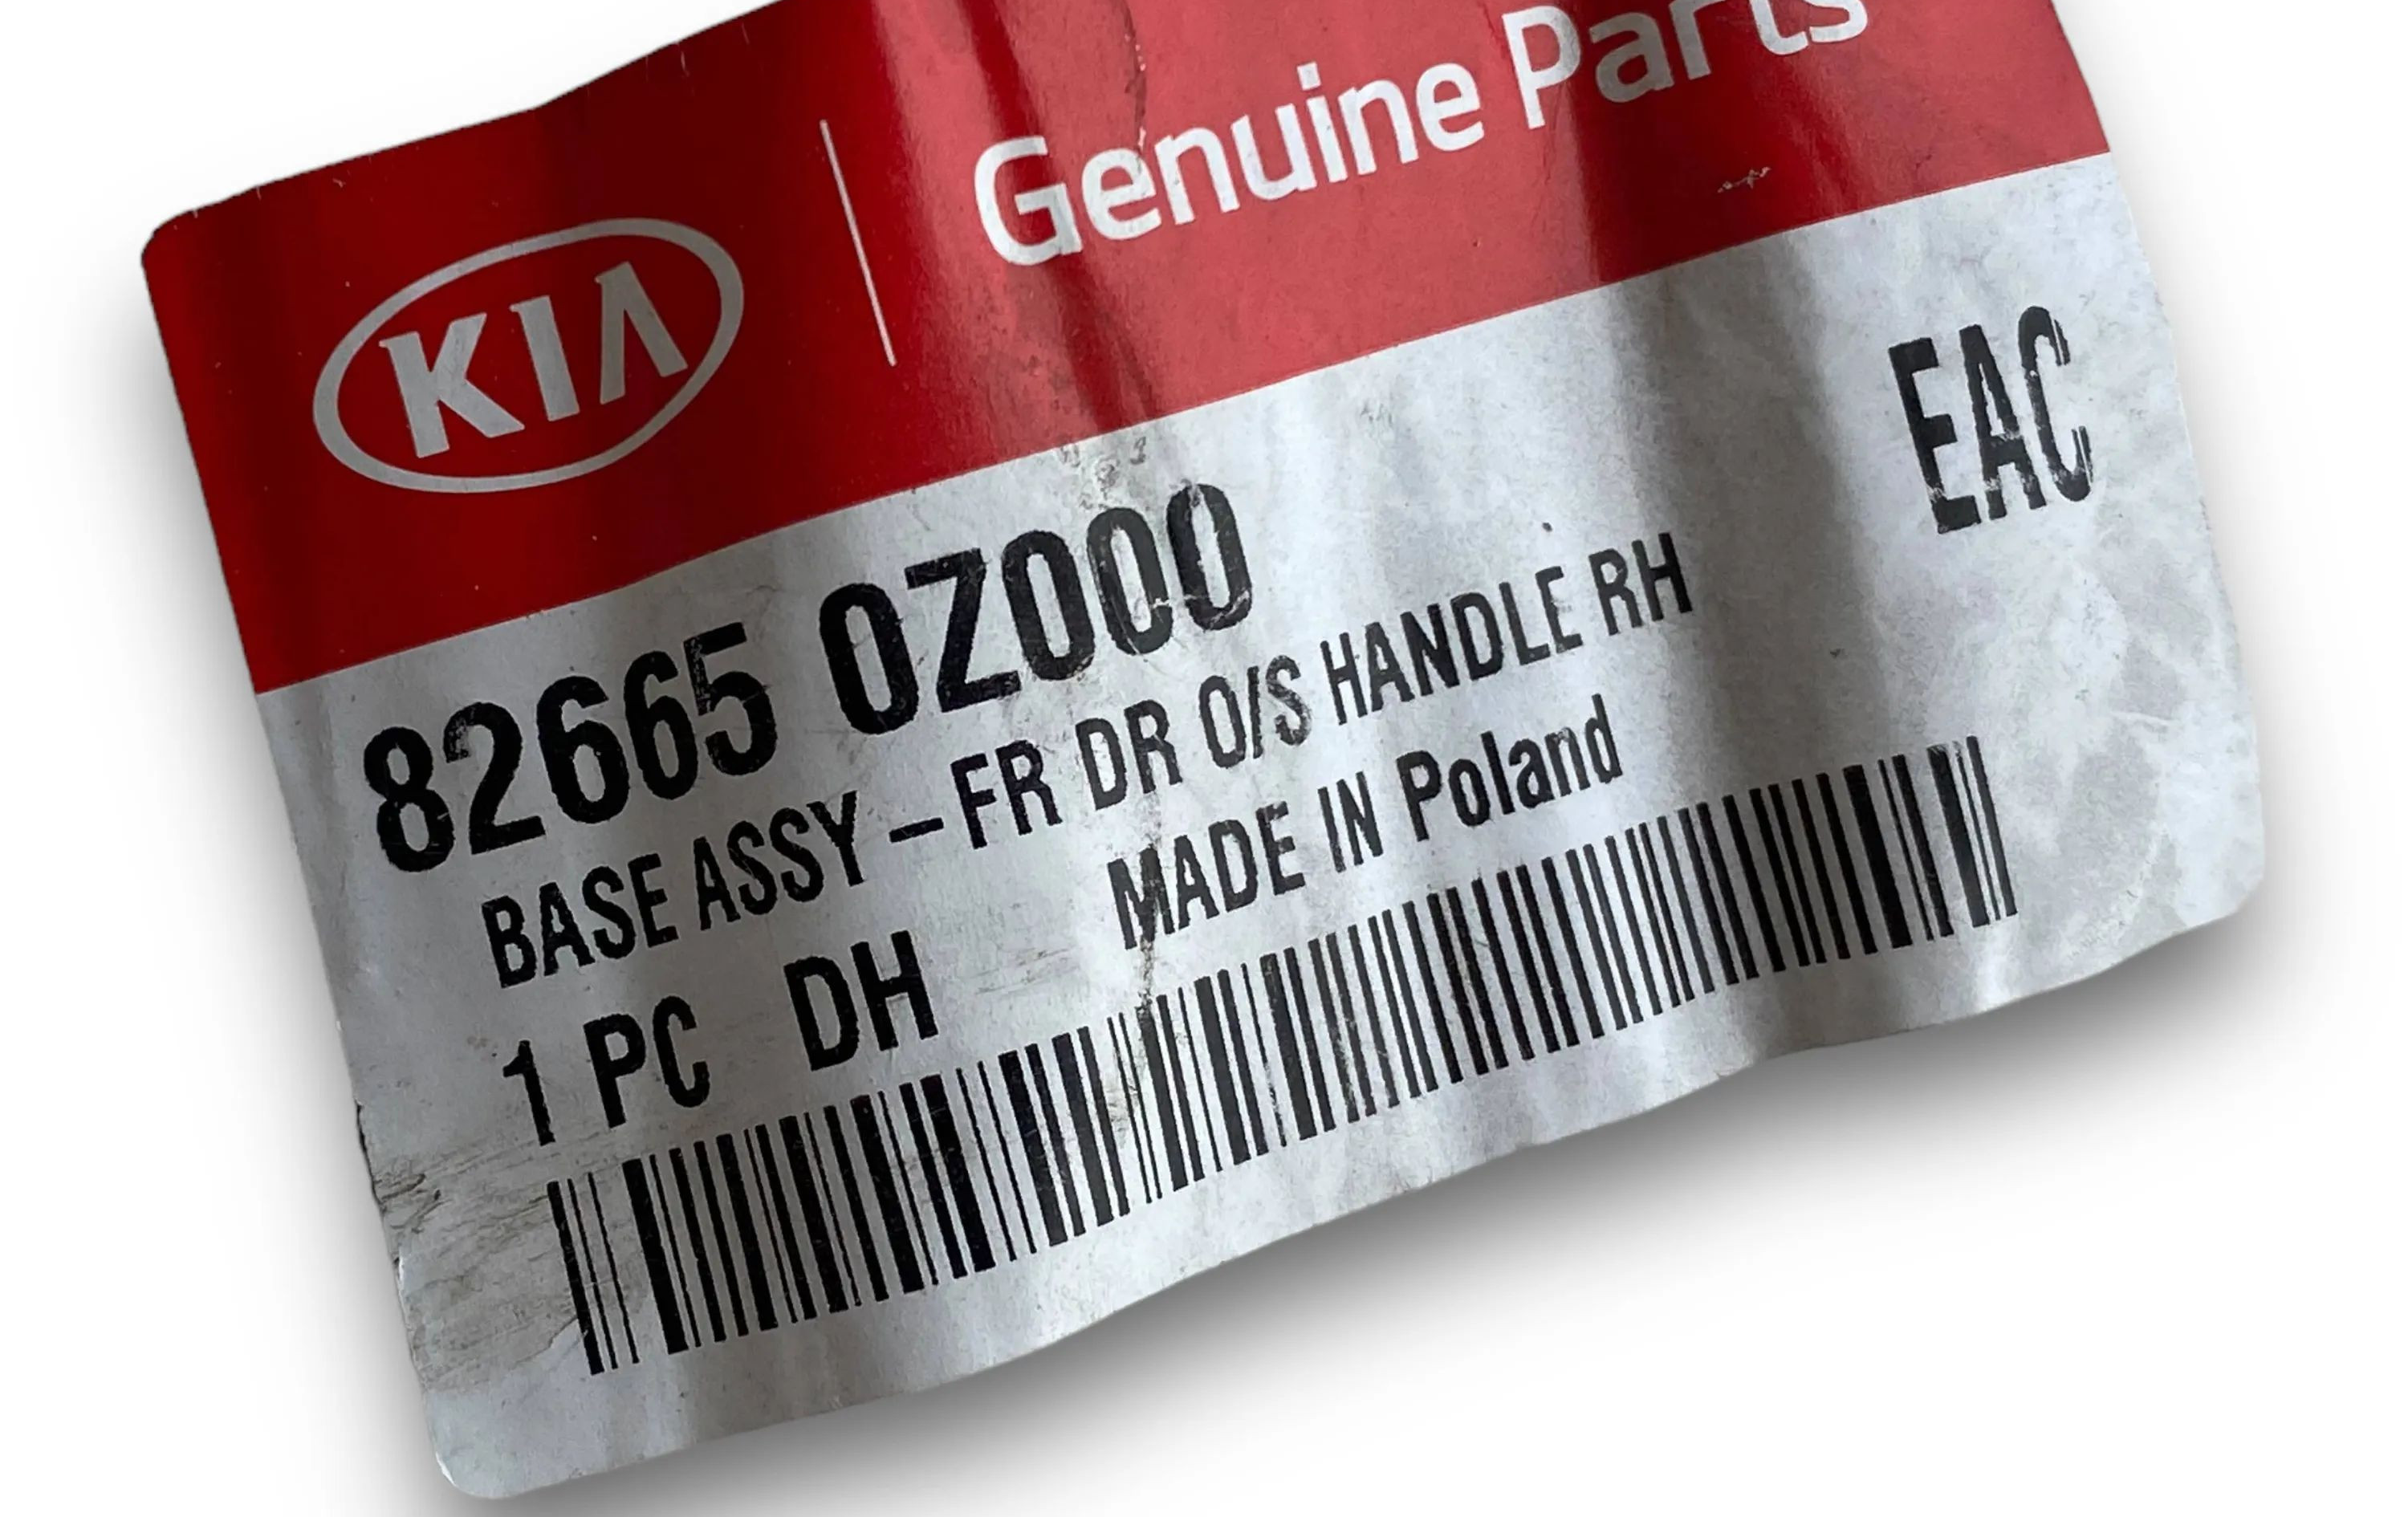 KIA Genuine Parts
EAC
82665 0Z000
BASE ASSY – FR DR O/S HANDLE RH
MADE IN Poland
1 PC DH